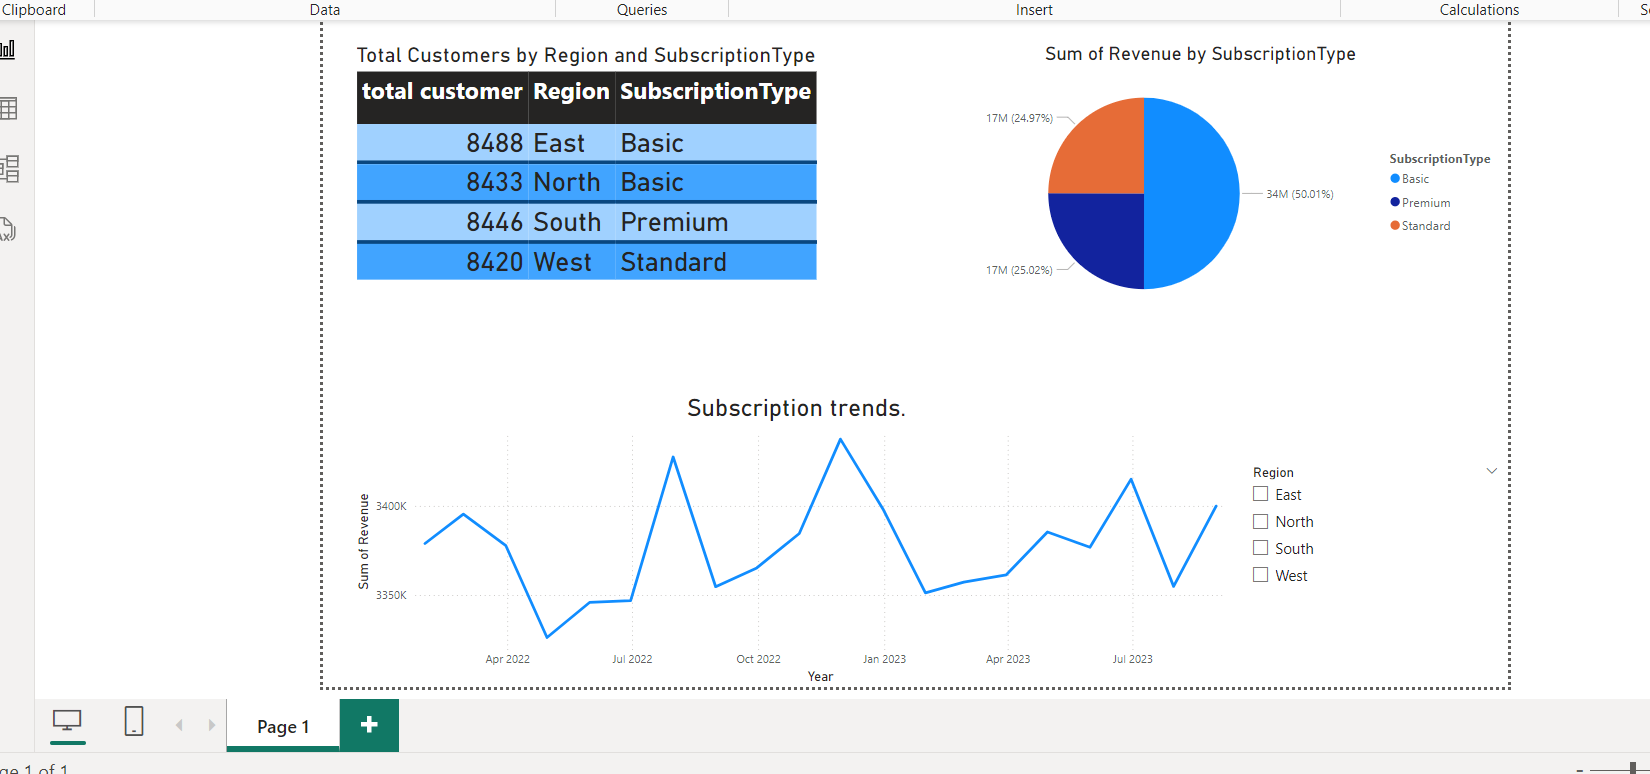 Clipboard
Data
Queries
Insert
Calculations
Total Customers by Region and SubscriptionType
total customer Region SubscriptionType
8488 East Basic
8433 North Basic
8446 South Premium
8420 West Standard
Sum of Revenue by SubscriptionType
17M (24.97%)
34M (50.01%)
17M (25.02%)
SubscriptionType
Basic
Premium
Standard
Subscription trends.
Sum of Revenue
3400K
3350K
Apr 2022 Jul 2022 Oct 2022 Jan 2023 Apr 2023 Jul 2023
Year
Region
East
North
South
West
Page 1
1 of 1